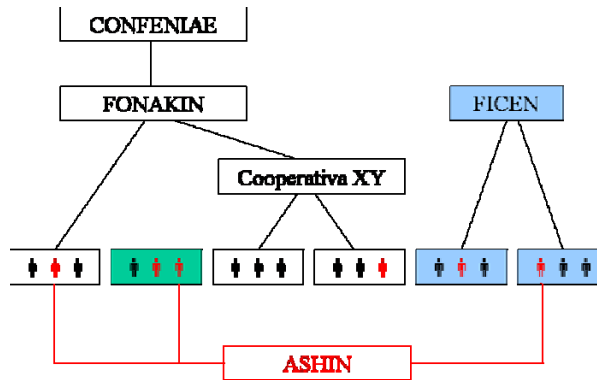 CONFENIAE
FONAKIN
FICEN
Cooperativa XY
ASHIN